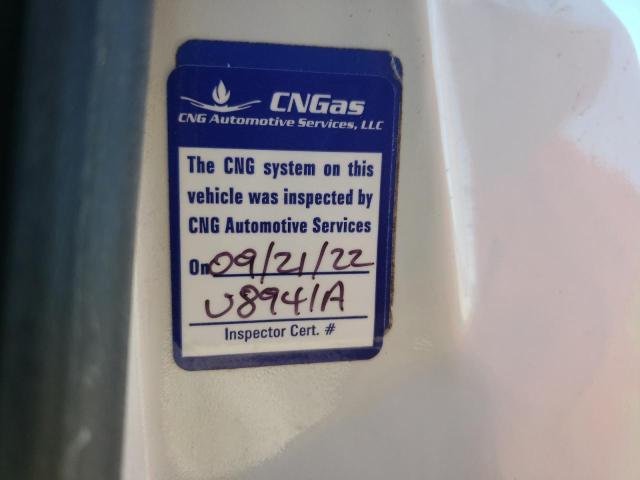 CNGas
CNG Automotive Services, LLC
The CNG system on this
vehicle was inspected by
CNG Automotive Services
On 09/21/22
U8941A
Inspector Cert. #